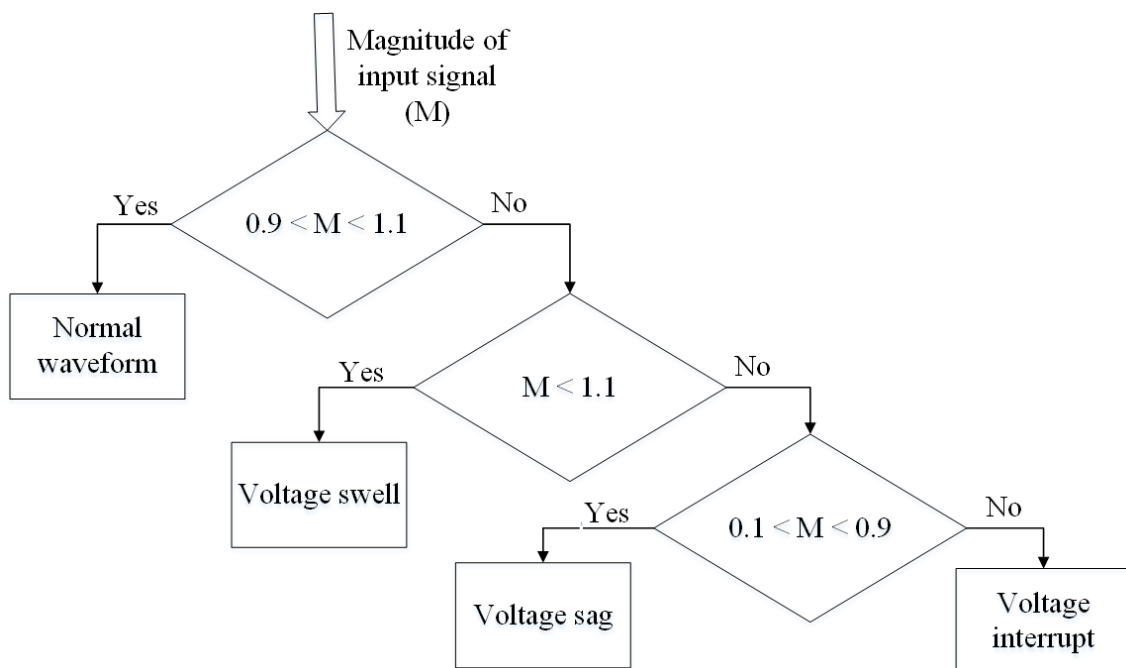 Magnitude of
input signal
(M)
Yes
0.9 < M < 1.1
No
Normal
waveform
Yes
M < 1.1
No
Voltage swell
Yes
0.1 < M < 0.9
No
Voltage sag
Voltage
interrupt